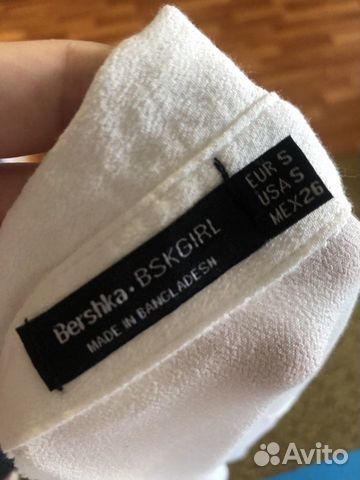 Bershka • BSKGIRL
MADE IN BANGLADESH
EUR S
USA S
MEX 26
Avito